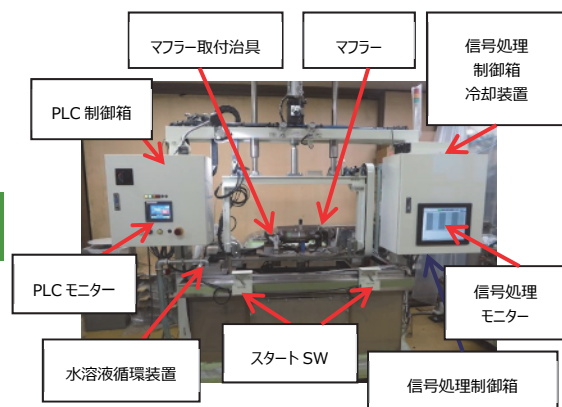 マフラー取付治具
マフラー
信号処理
制御箱
冷却装置
PLC 制御箱
PLC モニター
信号処理
モニター
水溶液循環装置
スタート SW
信号処理制御箱